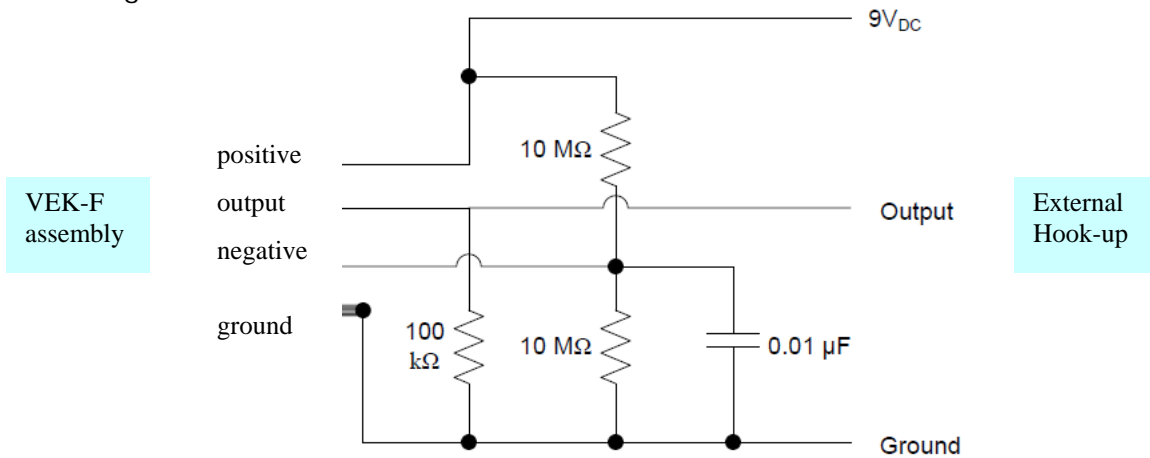 9V_DC
positive
10 MΩ
VEK-F
assembly
output
Output
External
Hook-up
negative
ground
100
kΩ
10 MΩ
0.01 µF
Ground